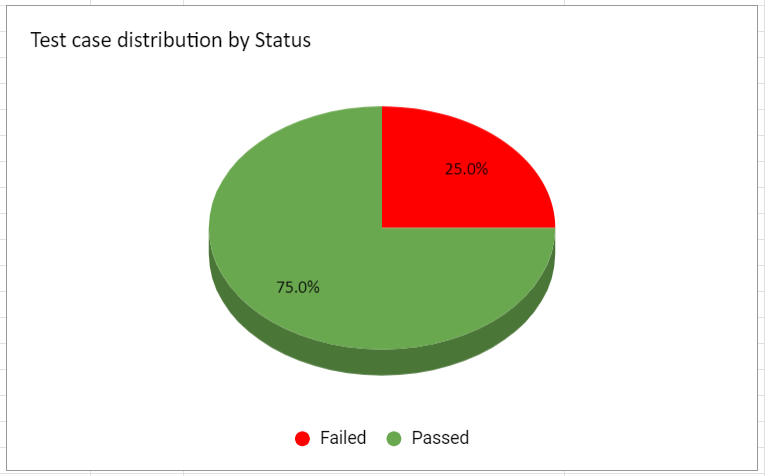 Test case distribution by Status
25.0%
75.0%
Failed
Passed